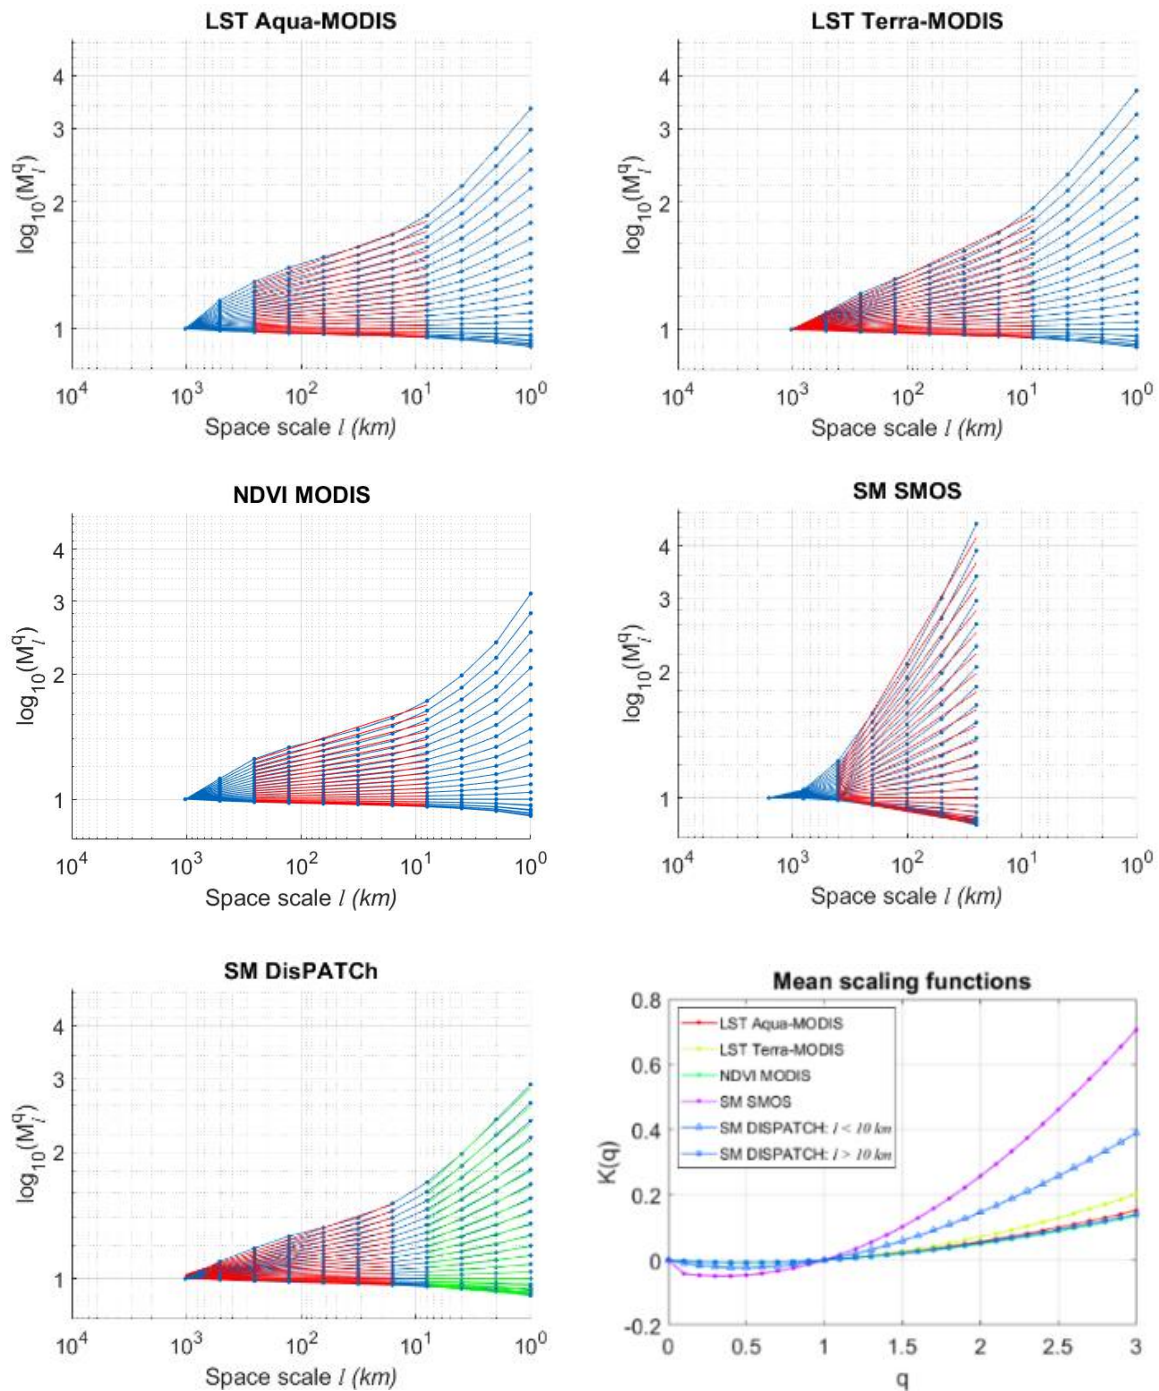 LST Aqua-MODIS
4
3
2
1
log10(M_l^q)
10^4 10^3 10^2 10^1 10^0
Space scale l (km)
LST Terra-MODIS
4
3
2
1
log10(M_l^q)
10^4 10^3 10^2 10^1 10^0
Space scale l (km)
NDVI MODIS
4
3
2
1
log10(M_l^q)
10^4 10^3 10^2 10^1 10^0
Space scale l (km)
SM SMOS
4
3
2
1
log10(M_l^q)
10^4 10^3 10^2 10^1 10^0
Space scale l (km)
SM DisPATCh
4
3
2
1
log10(M_l^q)
10^4 10^3 10^2 10^1 10^0
Space scale l (km)
Mean scaling functions
0.8
0.6
0.4
0.2
0
-0.2
K(q)
LST Aqua-MODIS
LST Terra-MODIS
NDVI MODIS
SM SMOS
SM DISPATCH: l < 10 km
SM DISPATCH: l > 10 km
0 0.5 1 1.5 2 2.5 3
q